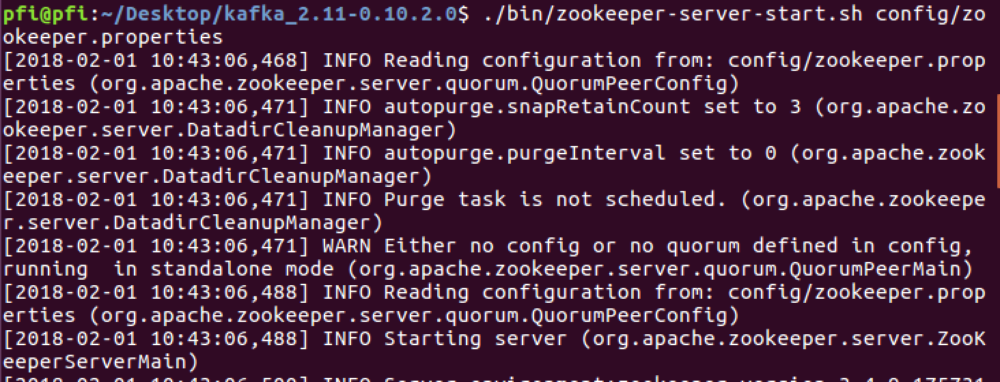 pfi@pfi:~/Desktop/kafka_2.11-0.10.2.0$ ./bin/zookeeper-server-start.sh config/zo
okeeper.properties
[2018-02-01 10:43:06,468] INFO Reading configuration from: config/zookeeper.prop
erties (org.apache.zookeeper.server.quorum.QuorumPeerConfig)
[2018-02-01 10:43:06,471] INFO autopurge.snapRetainCount set to 3 (org.apache.zo
okeeper.server.DatadirCleanupManager)
[2018-02-01 10:43:06,471] INFO autopurge.purgeInterval set to 0 (org.apache.zook
eeper.server.DatadirCleanupManager)
[2018-02-01 10:43:06,471] INFO Purge task is not scheduled. (org.apache.zookeepe
r.server.DatadirCleanupManager)
[2018-02-01 10:43:06,471] WARN Either no config or no quorum defined in config,
running  in standalone mode (org.apache.zookeeper.server.quorum.QuorumPeerMain)
[2018-02-01 10:43:06,488] INFO Reading configuration from: config/zookeeper.prop
erties (org.apache.zookeeper.server.quorum.QuorumPeerConfig)
[2018-02-01 10:43:06,488] INFO Starting server (org.apache.zookeeper.server.ZooK
eeperServerMain)